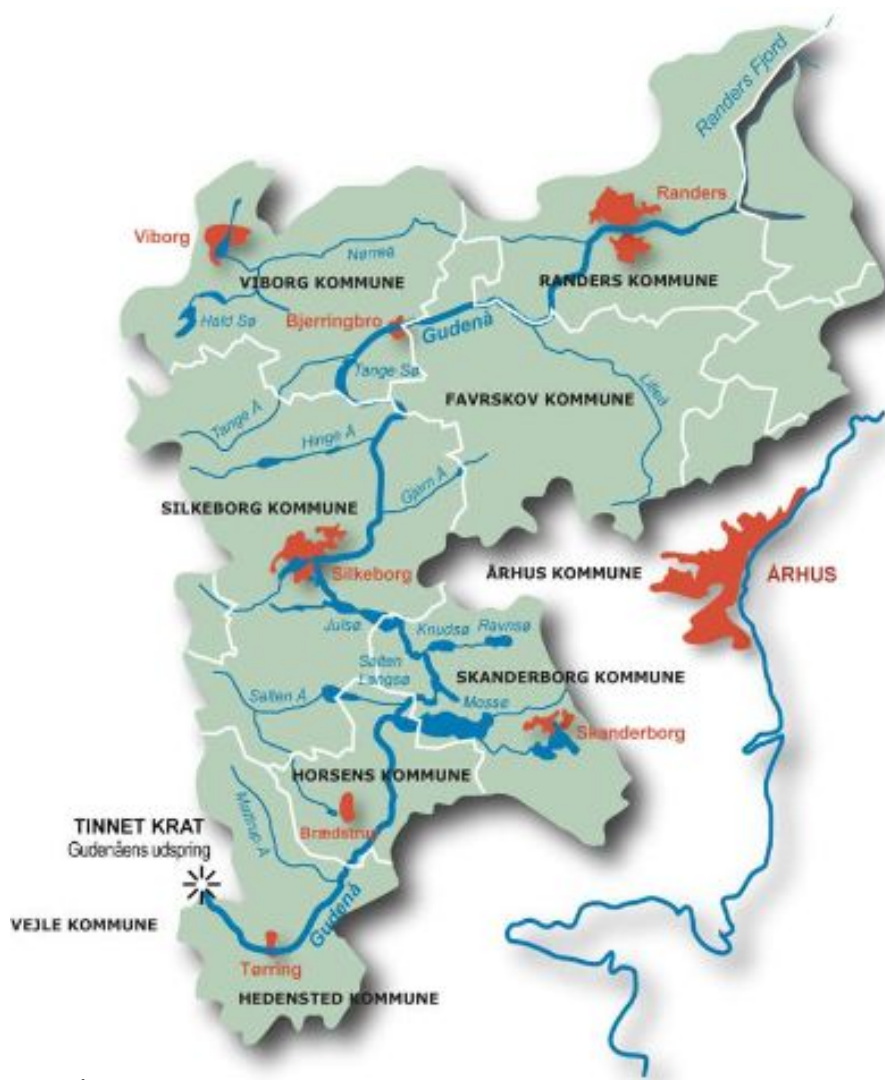 Randers Fjord
Randers
Viborg
Nørreå
VIBORG KOMMUNE
RANDERS KOMMUNE
Hald Sø
Bjerringbro
Gudenå
Tange Sø
Lilleå
FAVRSKOV KOMMUNE
Tange Å
Hinge Å
Gjern Å
SILKEBORG KOMMUNE
Silkeborg
ÅRHUS KOMMUNE
ÅRHUS
Julsø
Knudsø
Ravnsø
Salten
Langsø
SKANDERBORG KOMMUNE
Salten Å
Mossø
Skanderborg
HORSENS KOMMUNE
Mattrup Å
Brædstrup
TINNET KRAT
Gudenåens udspring
Gudenå
VEJLE KOMMUNE
Tørring
HEDENSTED KOMMUNE